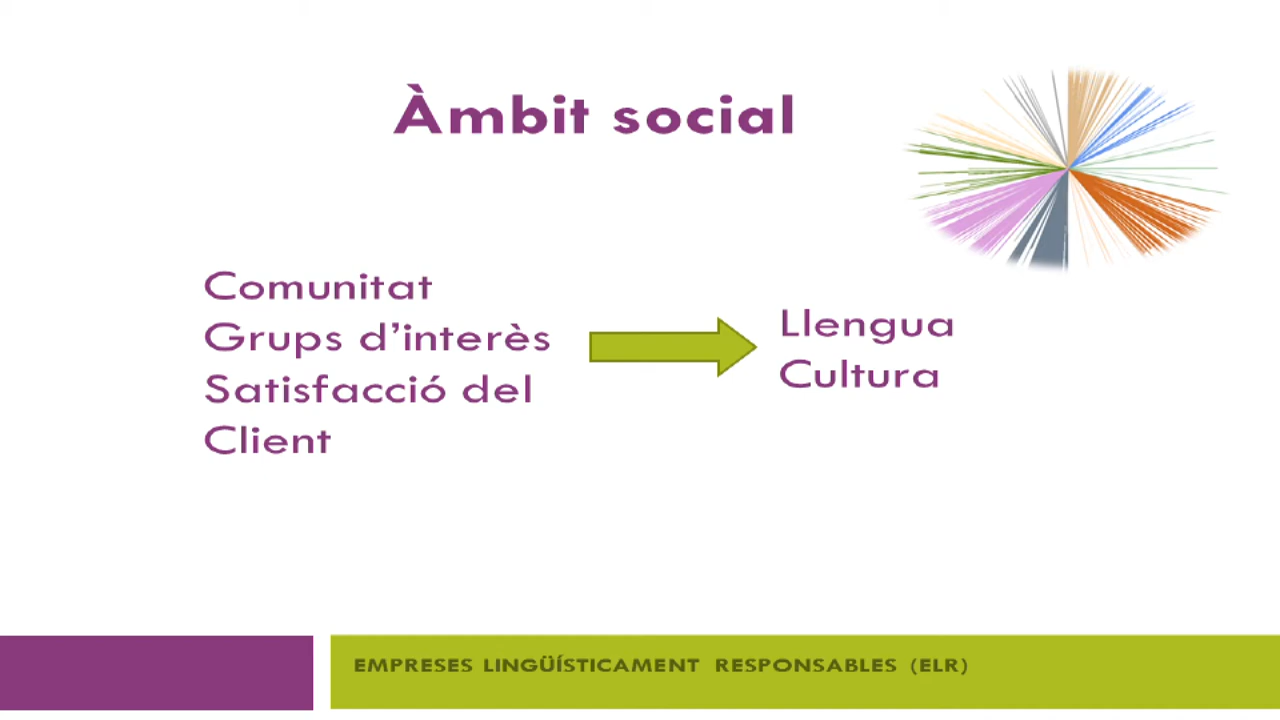 Àmbit social
Comunitat
Grups d’interès
Satisfacció del
Client
Llengua
Cultura
EMPRESES LINGÜÍSTICAMENT RESPONSABLES (ELR)